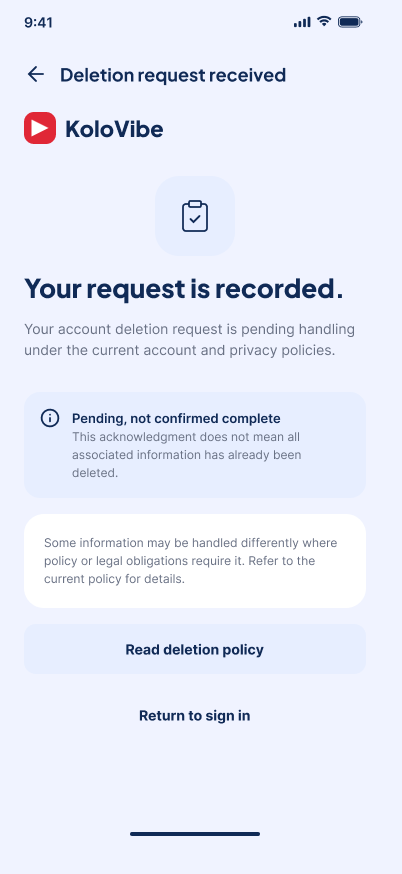 9:41
Deletion request received
KoloVibe
Your request is recorded.
Your account deletion request is pending handling
under the current account and privacy policies.
Pending, not confirmed complete
This acknowledgment does not mean all
associated information has already been
deleted.
Some information may be handled differently where
policy or legal obligations require it. Refer to the
current policy for details.
Read deletion policy
Return to sign in